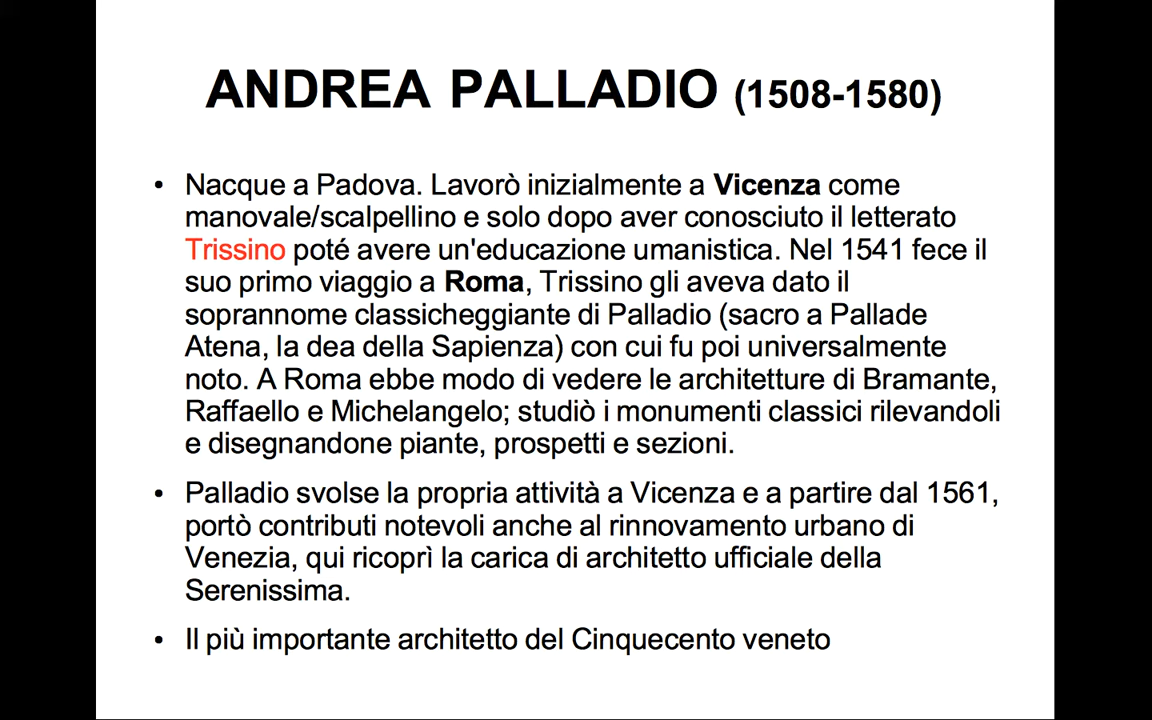 ANDREA PALLADIO (1508-1580)
• Nacque a Padova. Lavorò inizialmente a Vicenza come
manovale/scalpellino e solo dopo aver conosciuto il letterato
Trissino poté avere un'educazione umanistica. Nel 1541 fece il
suo primo viaggio a Roma, Trissino gli aveva dato il
soprannome classicheggiante di Palladio (sacro a Pallade
Atena, la dea della Sapienza) con cui fu poi universalmente
noto. A Roma ebbe modo di vedere le architetture di Bramante,
Raffaello e Michelangelo; studiò i monumenti classici rilevandoli
e disegnandone piante, prospetti e sezioni.
• Palladio svolse la propria attività a Vicenza e a partire dal 1561,
portò contributi notevoli anche al rinnovamento urbano di
Venezia, qui ricoprì la carica di architetto ufficiale della
Serenissima.
• Il più importante architetto del Cinquecento veneto